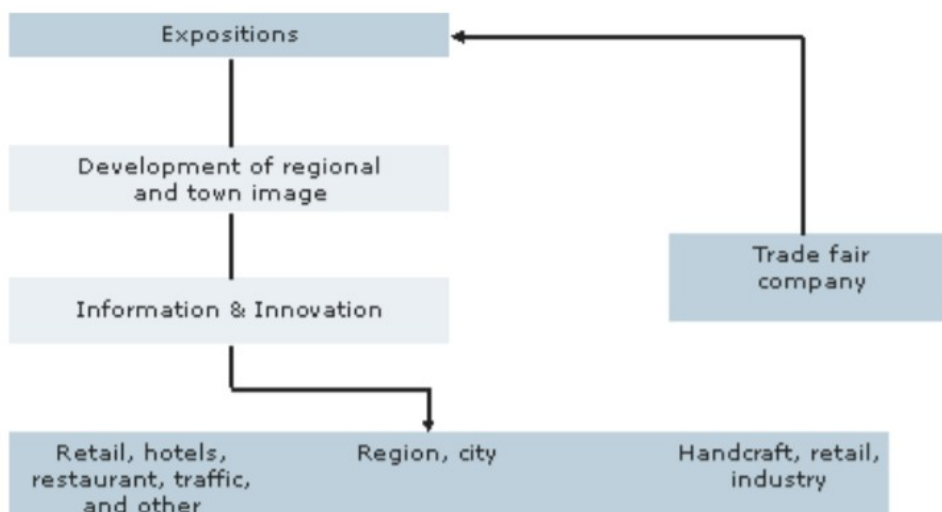 Expositions
Development of regional
and town image
Trade fair
company
Information & Innovation
Retail, hotels,
restaurant, traffic,
and other
Region, city
Handcraft, retail,
industry